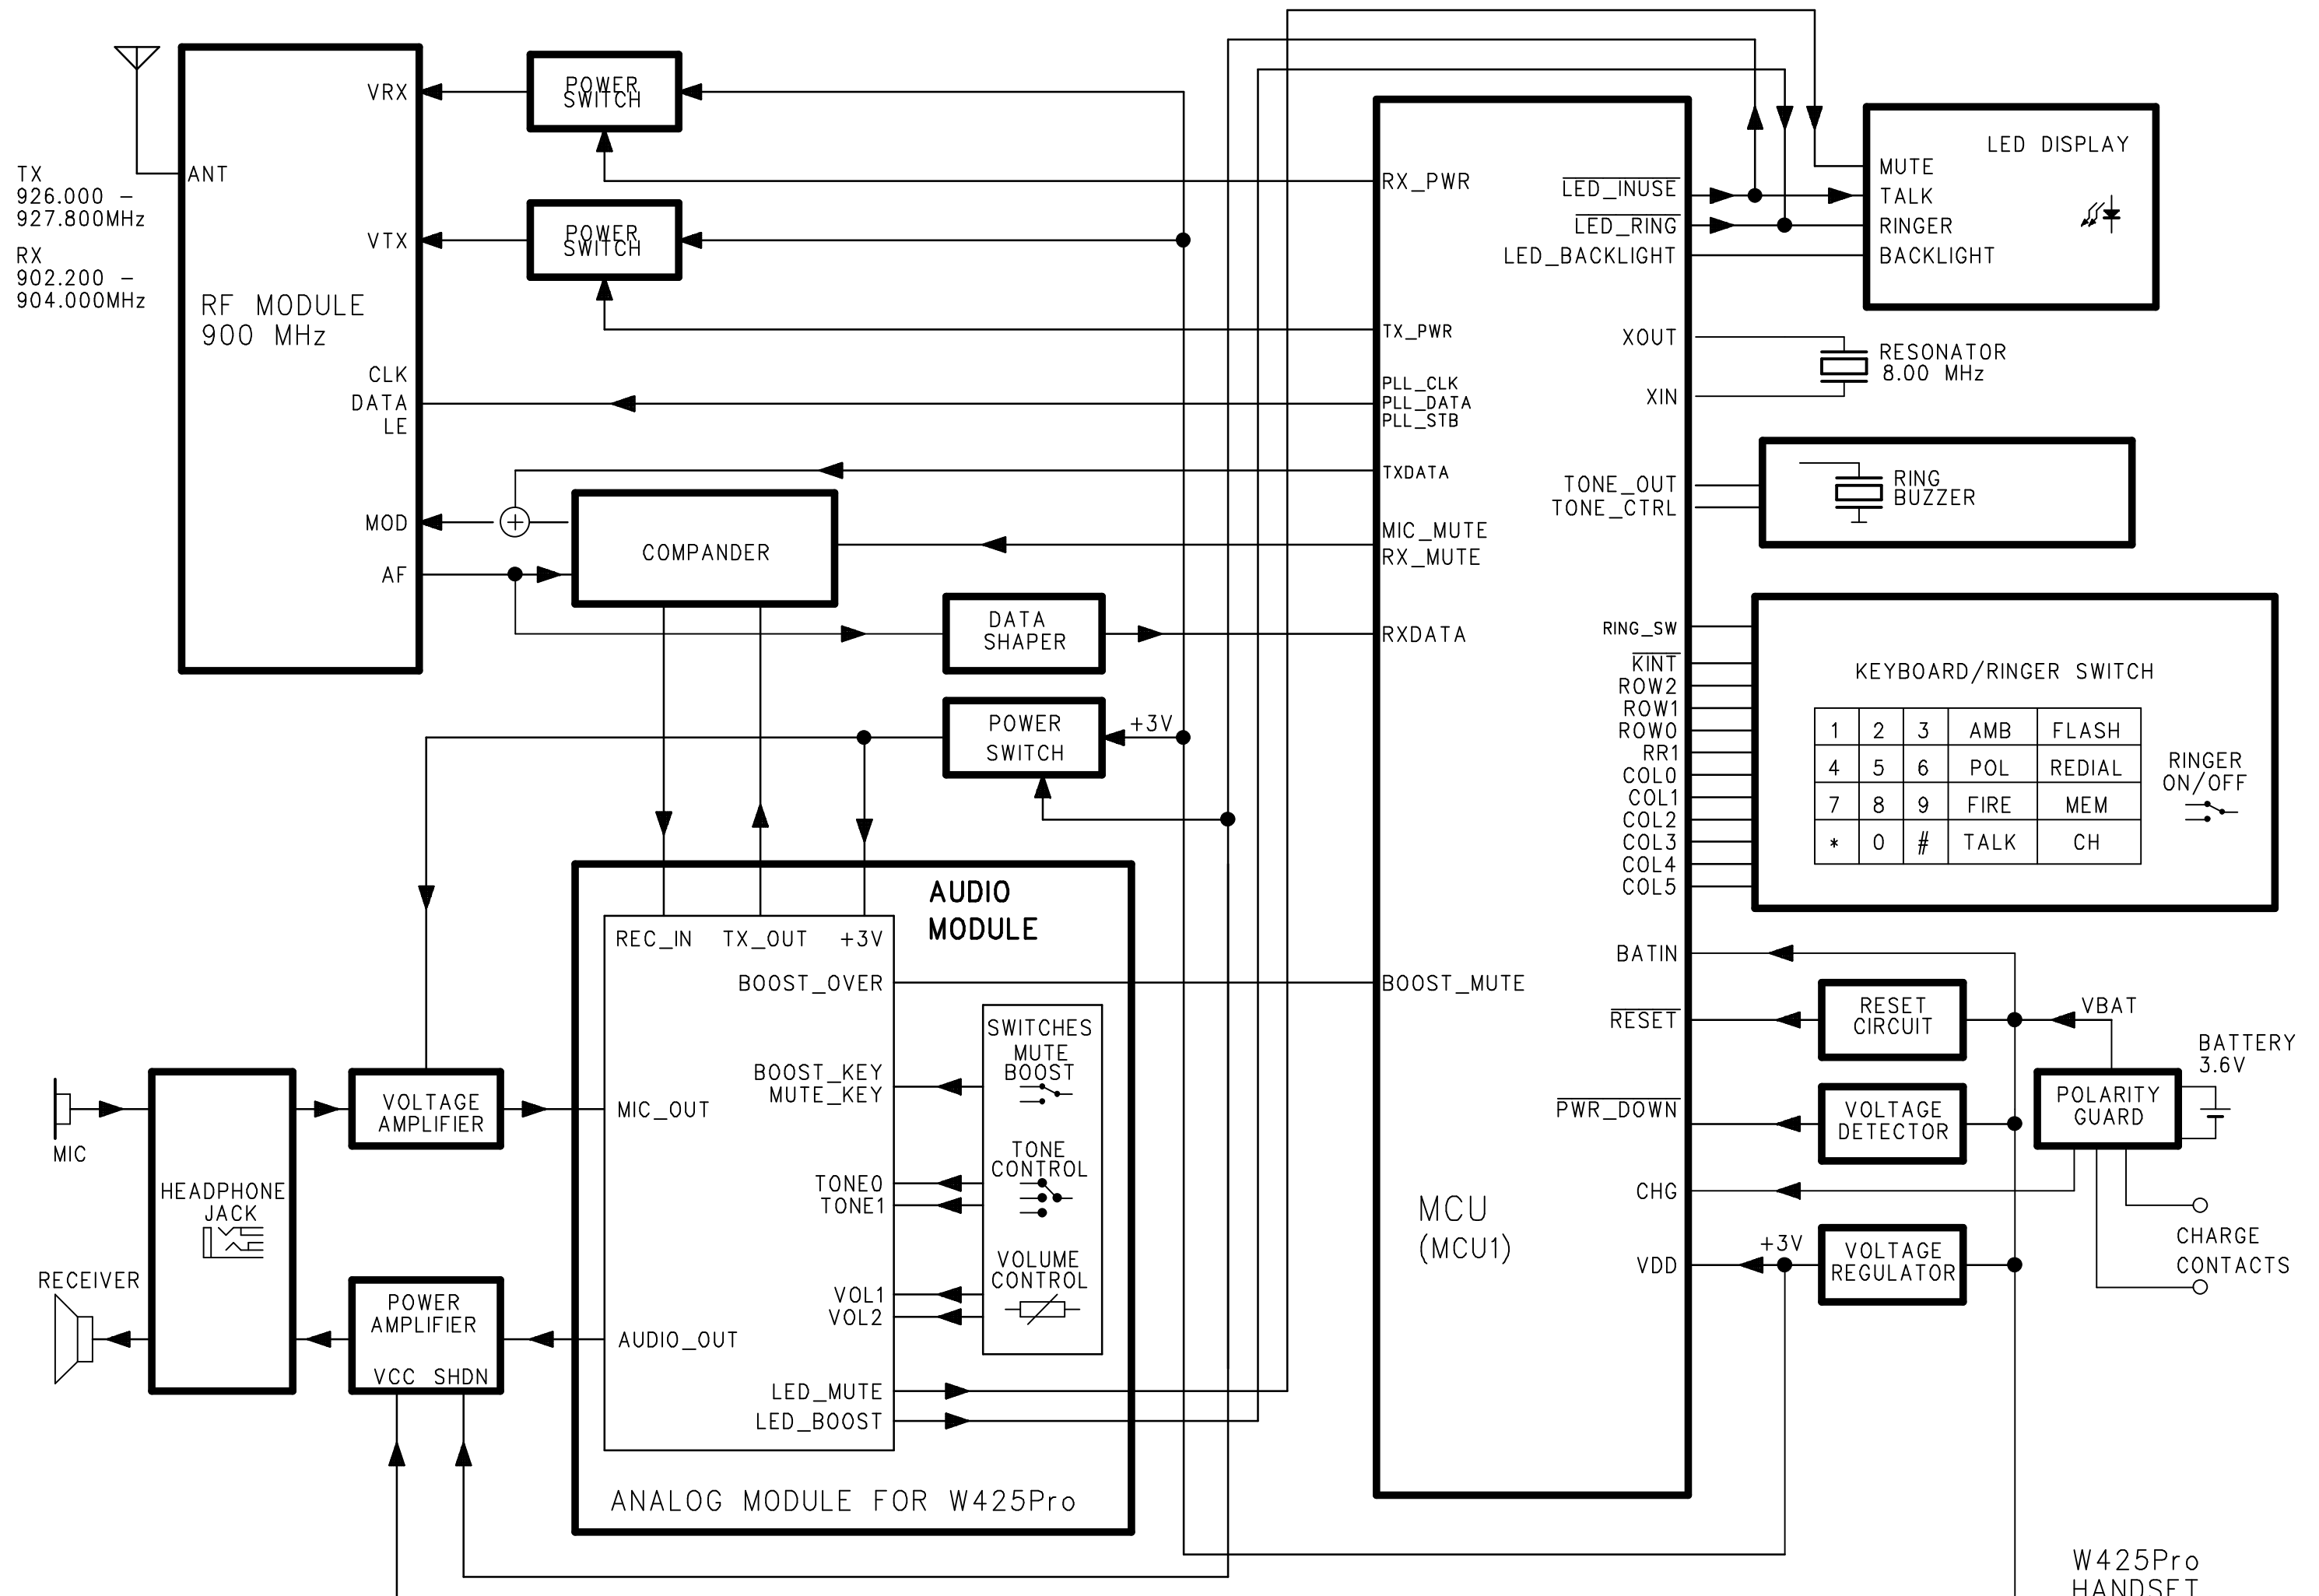 TX
926.000 –
927.800MHz
RX
902.200 –
904.000MHz
ANT
RF MODULE
900 MHz
VRX
VTX
CLK
DATA
LE
MOD
AF
POWER
SWITCH
POWER
SWITCH
COMPANDER
DATA
SHAPER
POWER
SWITCH
+3V
RX_PWR
TX_PWR
PLL_CLK
PLL_DATA
PLL_STB
TXDATA
MIC_MUTE
RX_MUTE
RXDATA
BOOST_MUTE
MCU
(MCU1)
LED_INUSE
LED_RING
LED_BACKLIGHT
XOUT
XIN
TONE_OUT
TONE_CTRL
RING_SW
KINT
ROW2
ROW1
ROW0
RR1
COL0
COL1
COL2
COL3
COL4
COL5
BATIN
RESET
PWR_DOWN
CHG
VDD
LED DISPLAY
MUTE
TALK
RINGER
BACKLIGHT
RESONATOR
8.00 MHz
RING
BUZZER
KEYBOARD/RINGER SWITCH
1 2 3 AMB FLASH
4 5 6 POL REDIAL
7 8 9 FIRE MEM
* 0 # TALK CH
RINGER
ON/OFF
RESET
CIRCUIT
VBAT
BATTERY
3.6V
POLARITY
GUARD
VOLTAGE
DETECTOR
+3V
VOLTAGE
REGULATOR
CHARGE
CONTACTS
AUDIO
MODULE
REC_IN TX_OUT +3V
BOOST_OVER
BOOST_KEY
MUTE_KEY
MIC_OUT
TONE0
TONE1
VOL1
VOL2
AUDIO_OUT
LED_MUTE
LED_BOOST
SWITCHES
MUTE
BOOST
TONE
CONTROL
VOLUME
CONTROL
ANALOG MODULE FOR W425Pro
MIC
HEADPHONE
JACK
RECEIVER
VOLTAGE
AMPLIFIER
POWER
AMPLIFIER
VCC SHDN
W425Pro
HANDSET